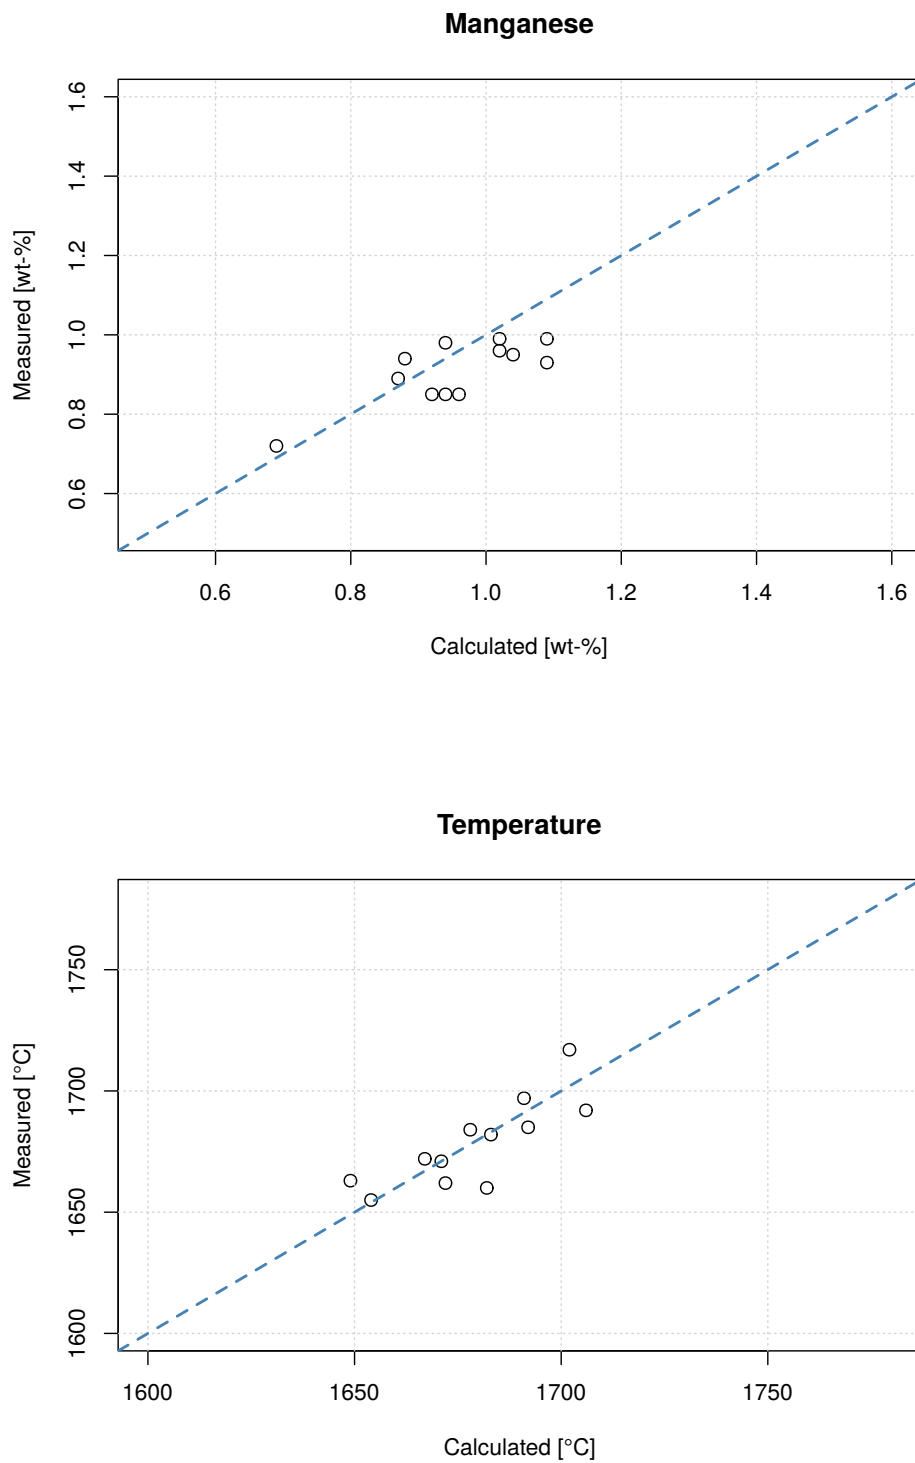 Manganese
Measured [wt-%]
1.6
1.4
1.2
1.0
0.8
0.6
0.6 0.8 1.0 1.2 1.4 1.6
Calculated [wt-%]
Temperature
Measured [°C]
1750
1700
1650
1600
1600 1650 1700 1750
Calculated [°C]